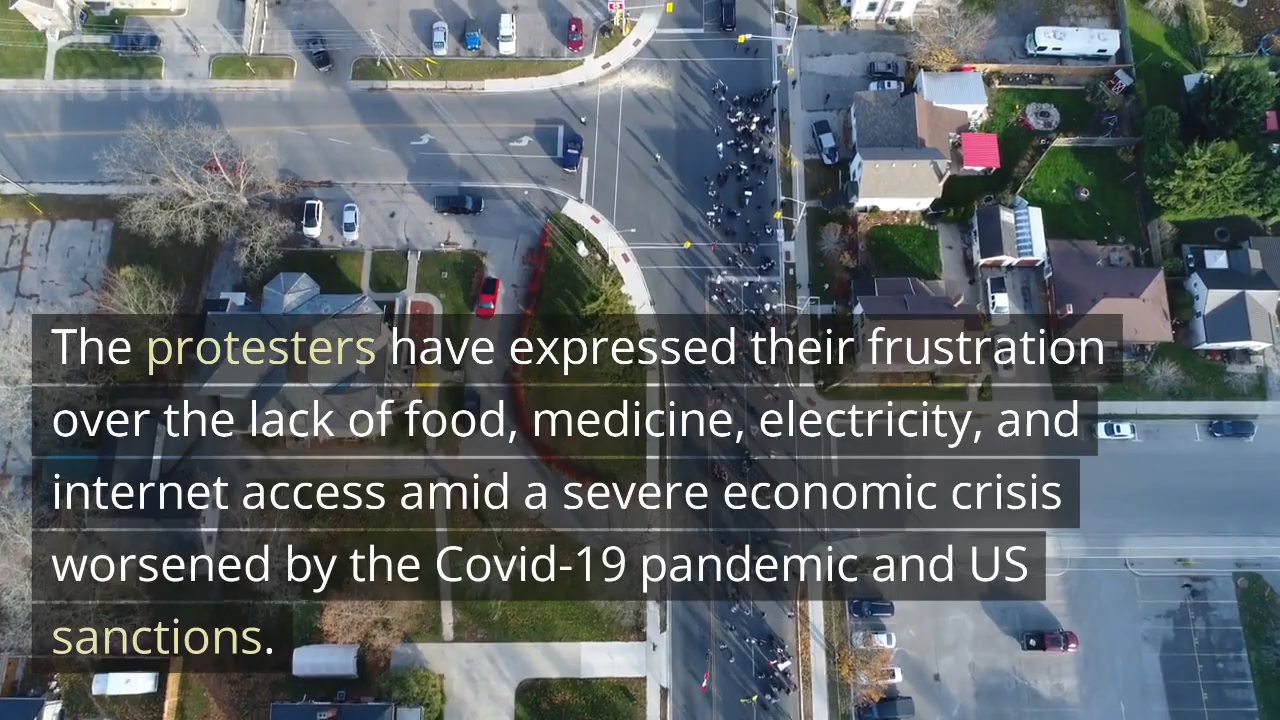 The protesters have expressed their frustration
over the lack of food, medicine, electricity, and
internet access amid a severe economic crisis
worsened by the Covid-19 pandemic and US
sanctions.